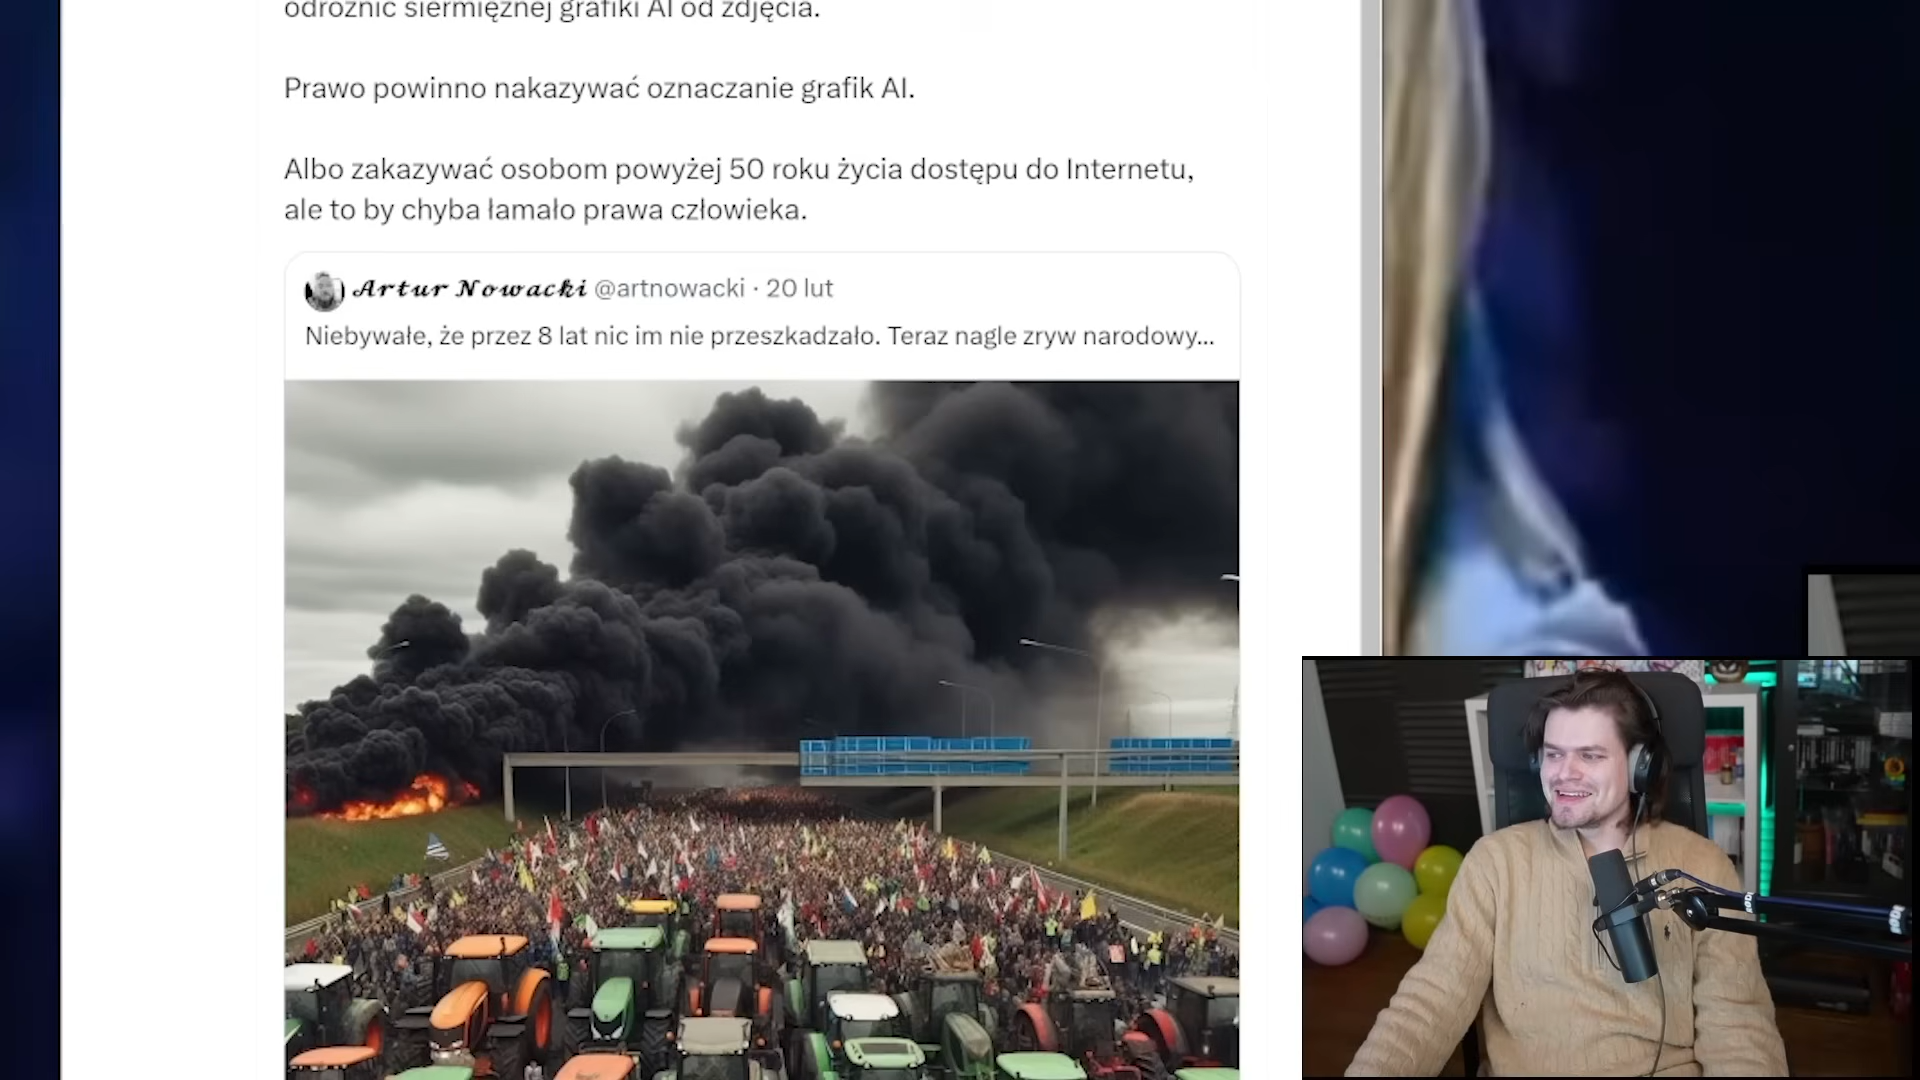 odróżnić siermiężnej grafiki AI od zdjęcia.
Prawo powinno nakazywać oznaczanie grafik AI.
Albo zakazywać osobom powyżej 50 roku życia dostępu do Internetu,
ale to by chyba łamało prawa człowieka.
Artur Nowacki @artnowacki · 20 lut
Niebywałe, że przez 8 lat nic im nie przeszkadzało. Teraz nagle zryw narodowy...